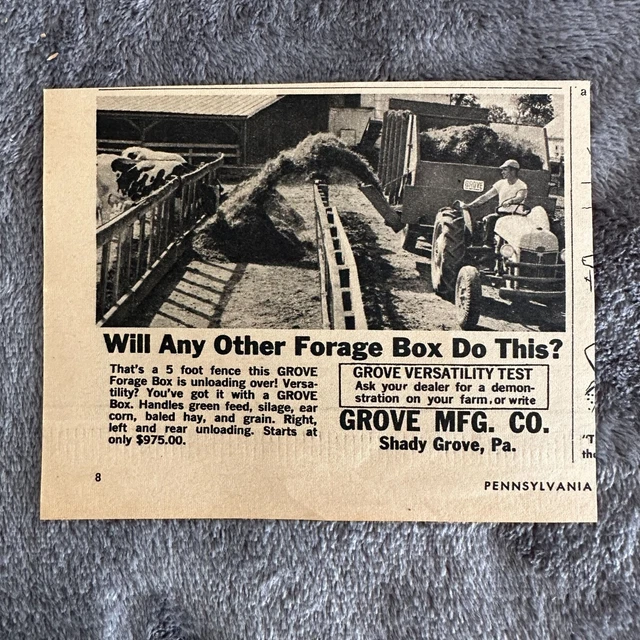 a
GROVE
Will Any Other Forage Box Do This?
That's a 5 foot fence this GROVE
Forage Box is unloading over! Versa-
tility? You've got it with a GROVE
Box. Handles green feed, silage, ear
corn, baled hay, and grain. Right,
left and rear unloading. Starts at
only $975.00.
GROVE VERSATILITY TEST
Ask your dealer for a demon-
stration on your farm, or write
GROVE MFG. CO.
Shady Grove, Pa.
"T
the
8
PENNSYLVANIA